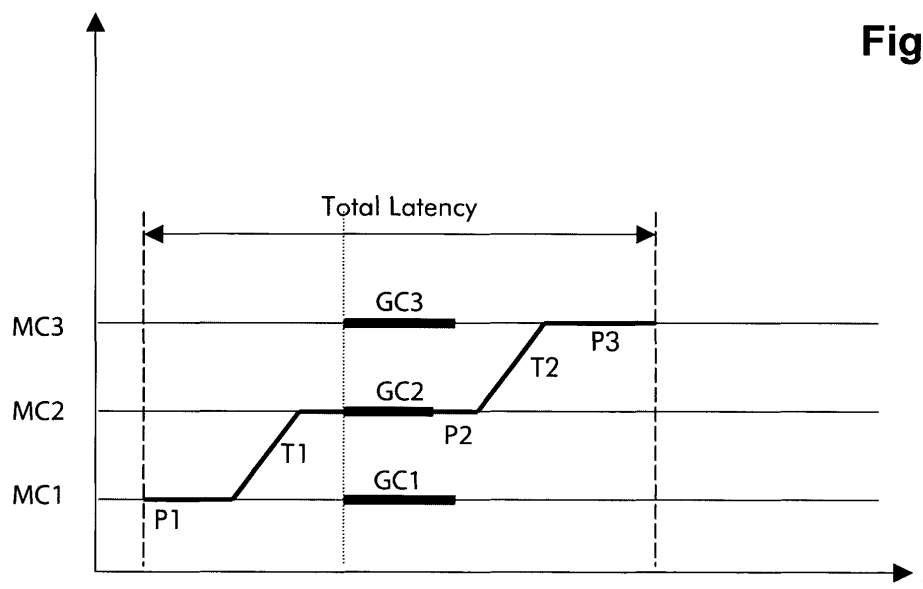 Fig
Total Latency
GC3
MC3
P3
T2
GC2
MC2
P2
T1
GC1
MC1
P1